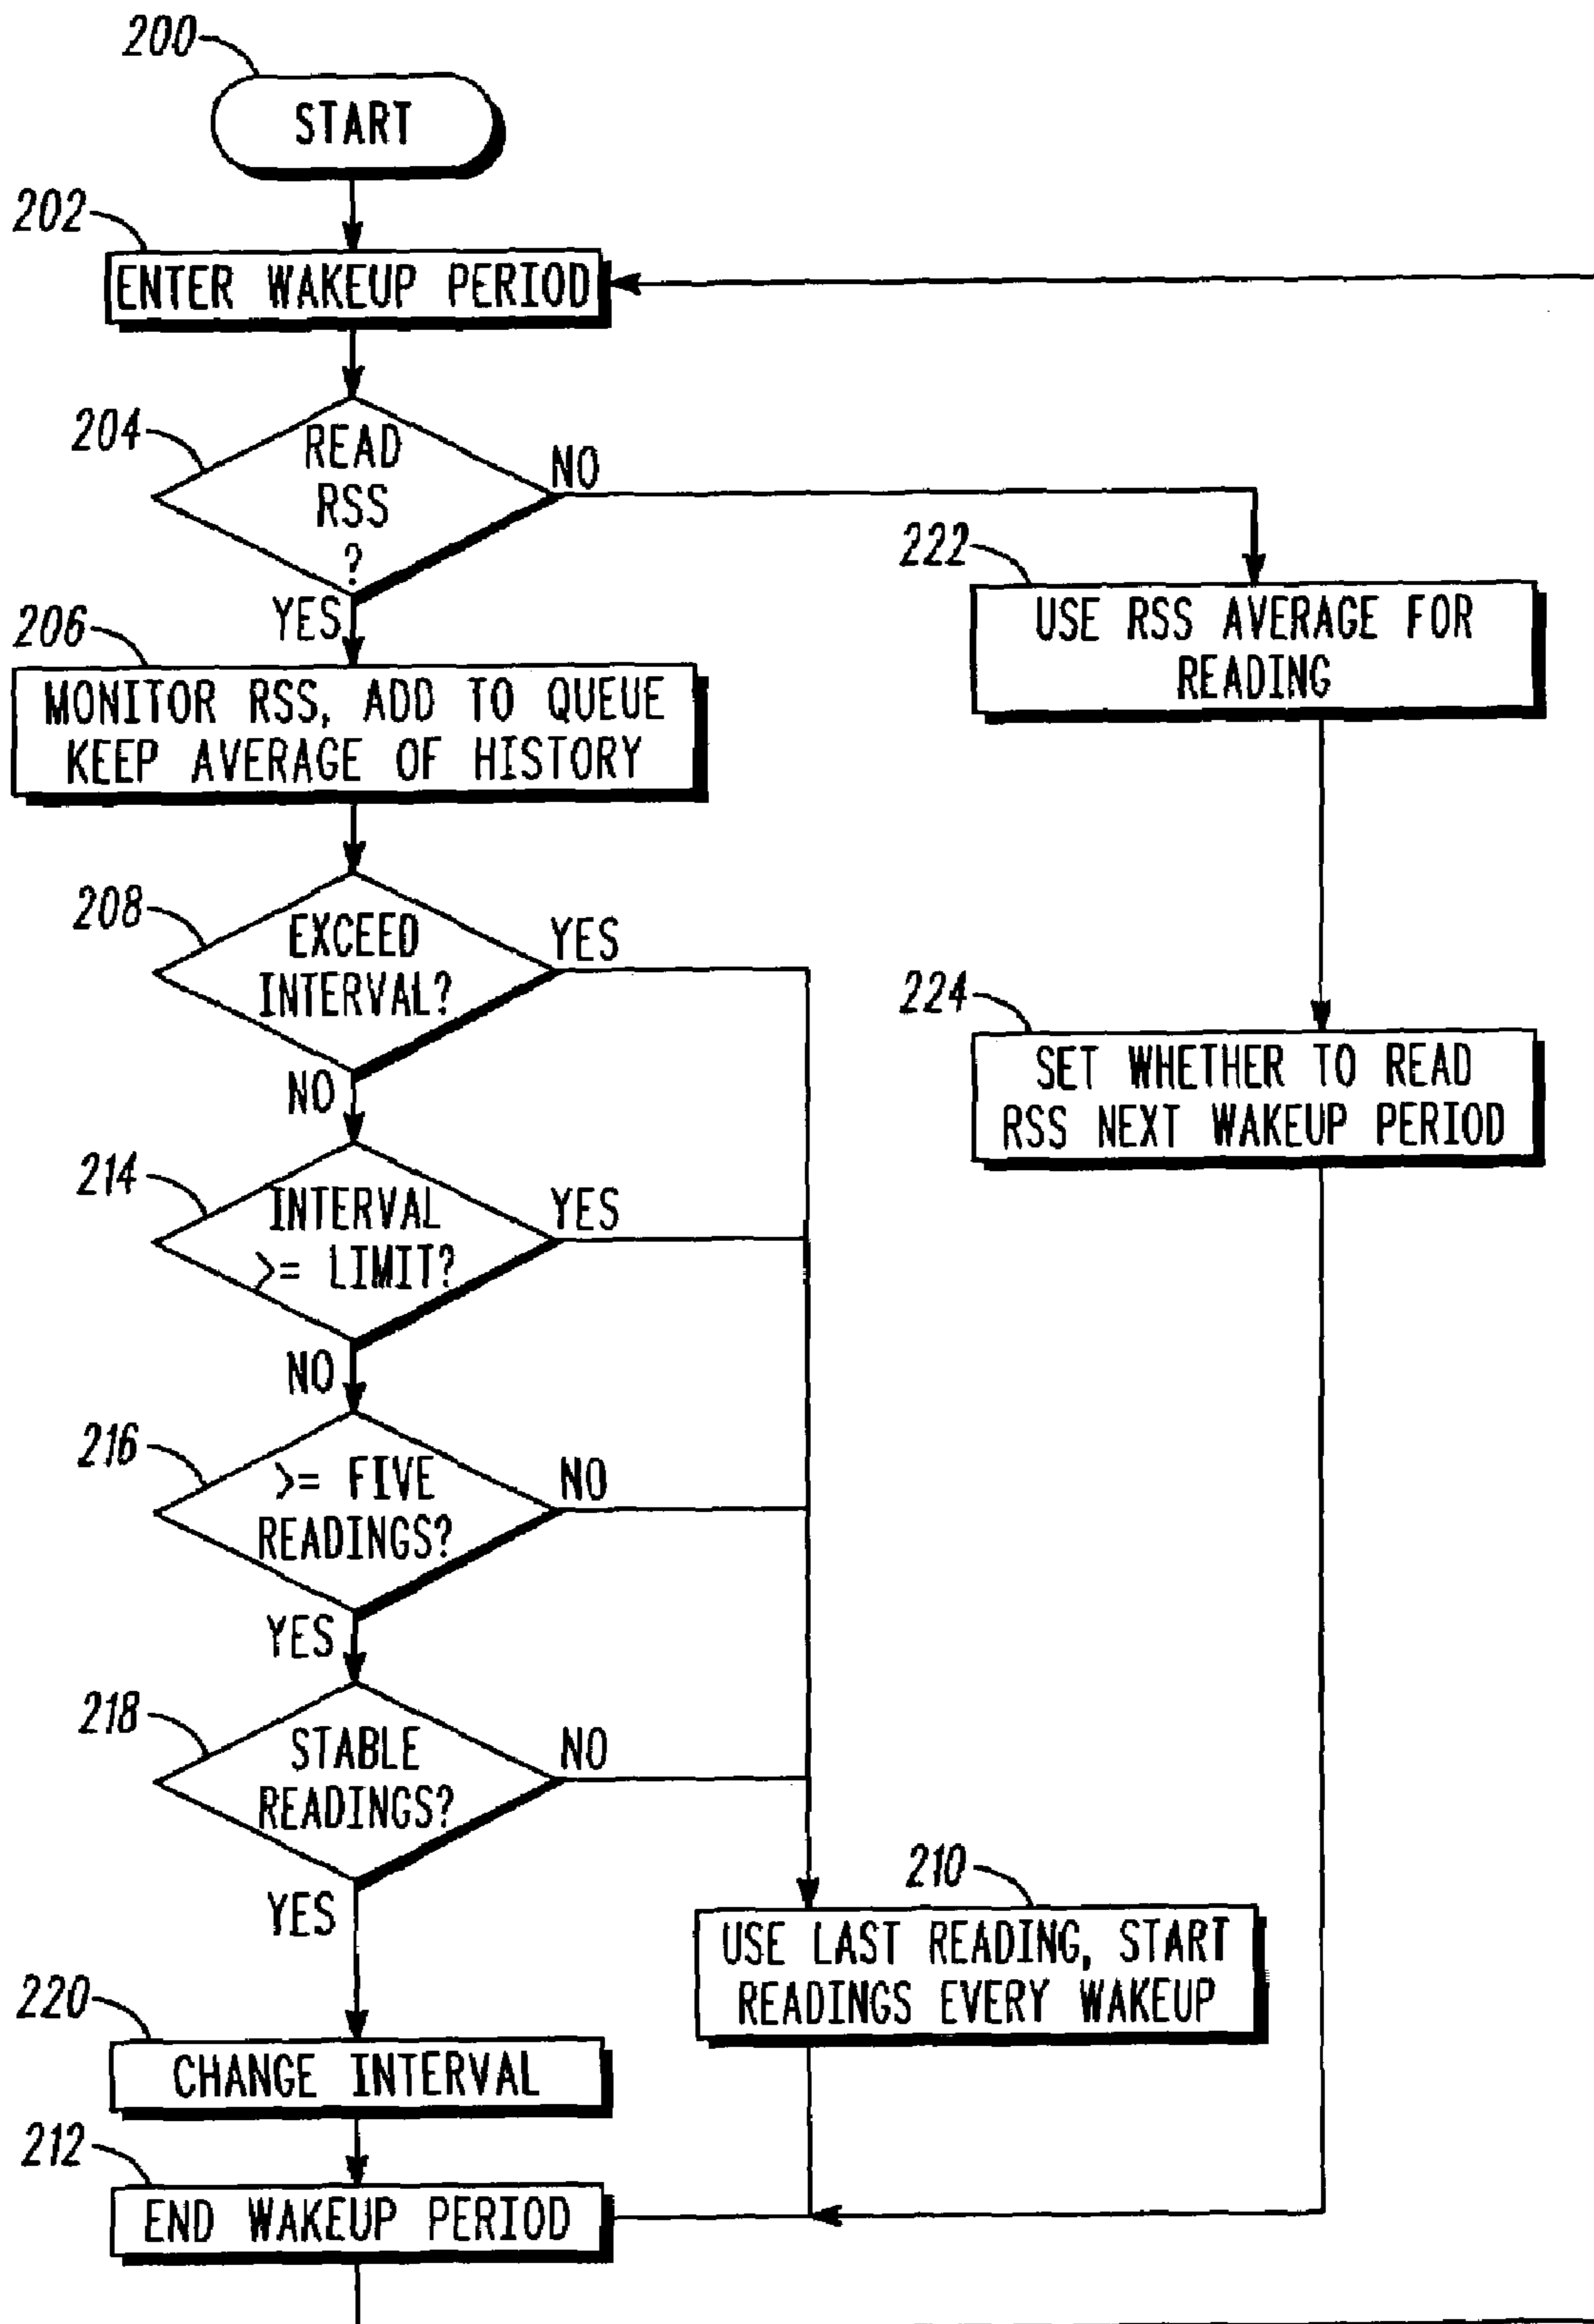 200
START
202
ENTER WAKEUP PERIOD
204
READ
RSS
?
NO
YES
222
USE RSS AVERAGE FOR
READING
206
MONITOR RSS, ADD TO QUEUE
KEEP AVERAGE OF HISTORY
208
EXCEED
INTERVAL?
YES
NO
224
SET WHETHER TO READ
RSS NEXT WAKEUP PERIOD
214
INTERVAL
>= LIMIT?
YES
NO
216
>= FIVE
READINGS?
NO
YES
218
STABLE
READINGS?
NO
YES
210
USE LAST READING, START
READINGS EVERY WAKEUP
220
CHANGE INTERVAL
212
END WAKEUP PERIOD